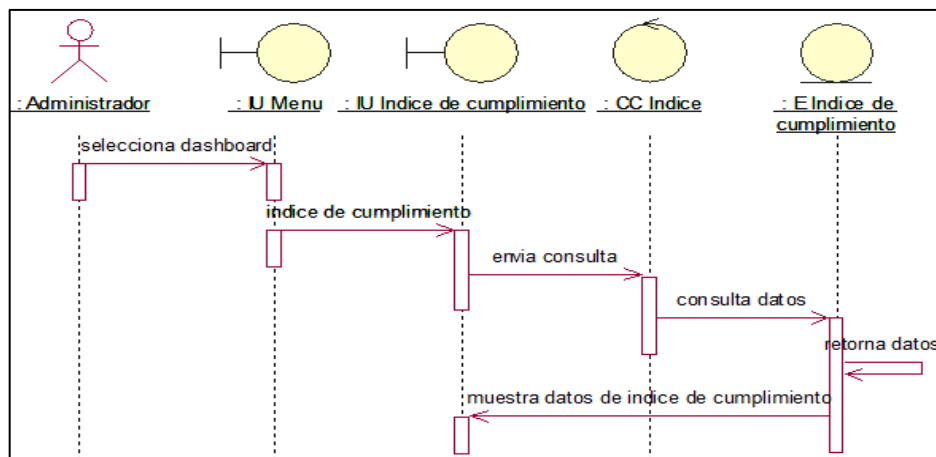 : Administrador
: IU Menu
: IU Indice de cumplimiento
: CC Indice
: E Indice de
cumplimiento
selecciona dashboard
indice de cumplimiento
envia consulta
consulta datos
retorna datos
muestra datos de indice de cumplimiento